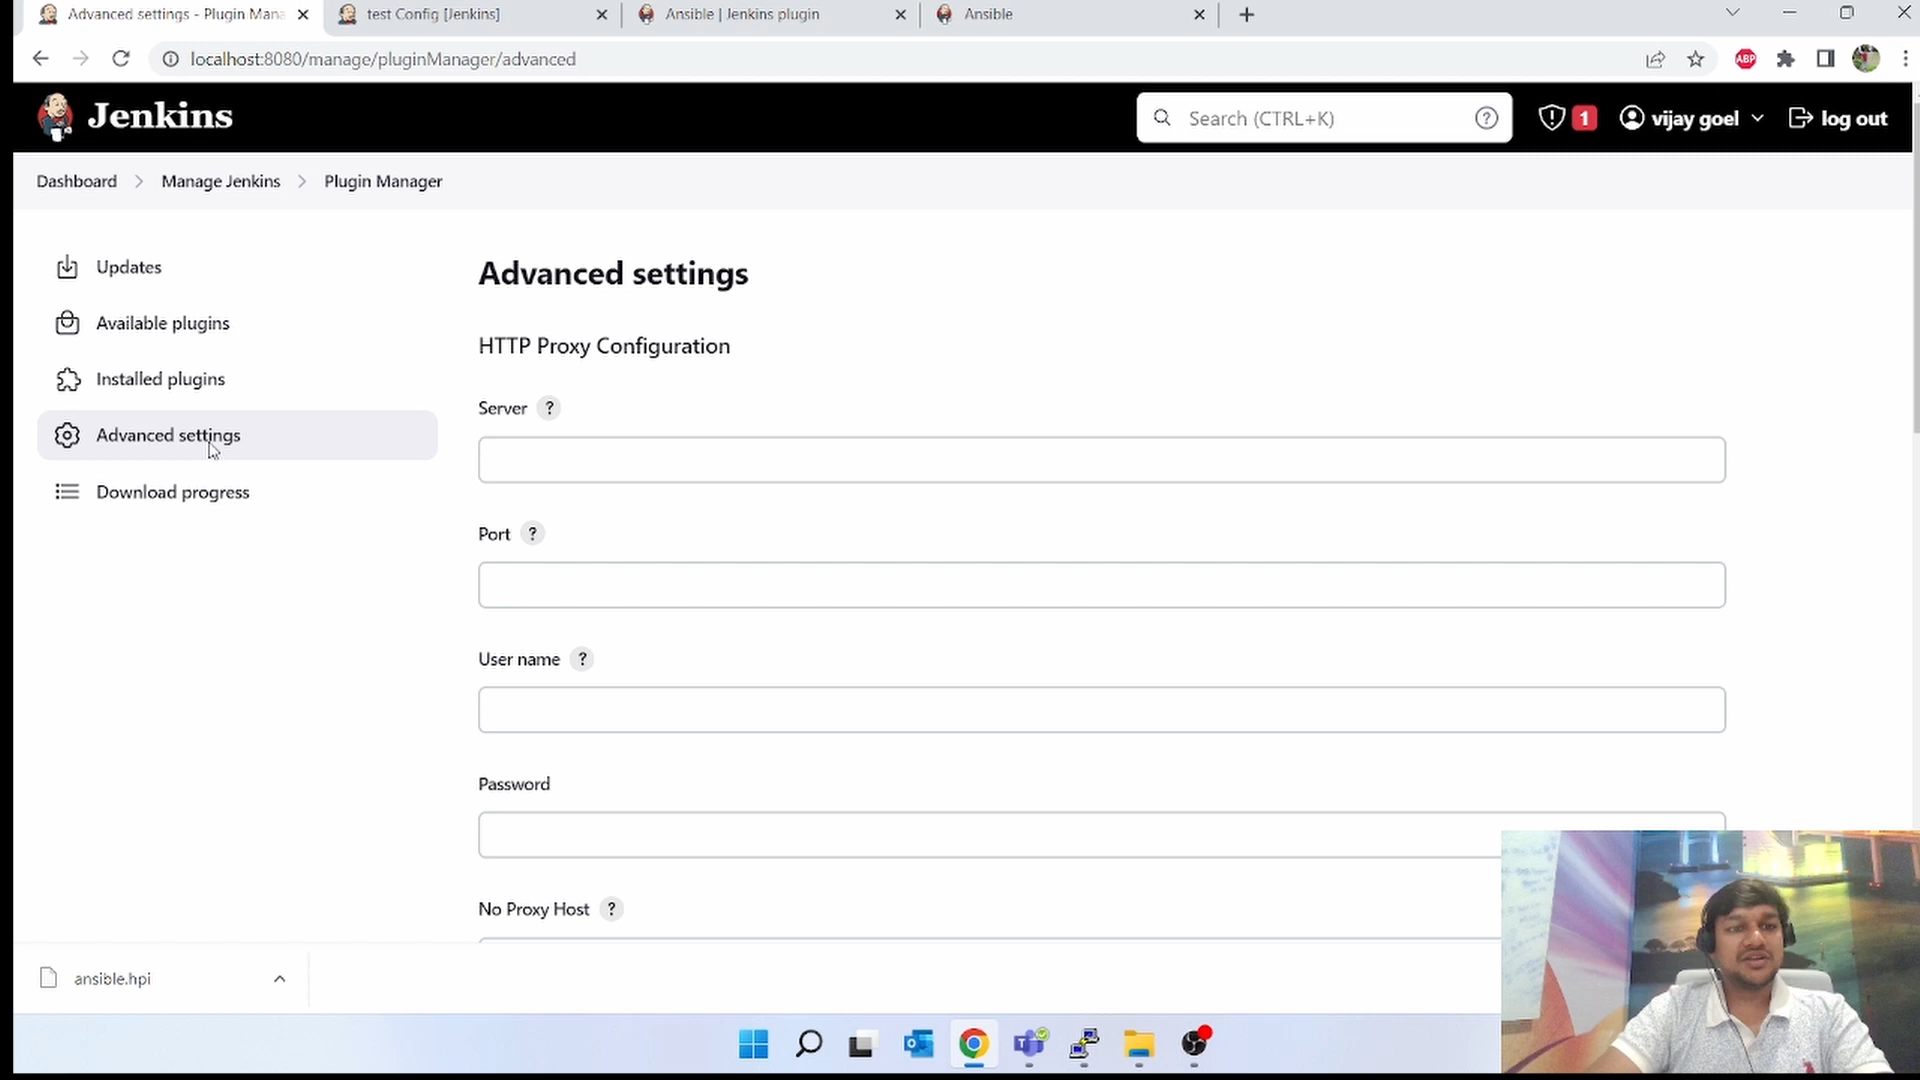 Advanced settings - Plugin Mana
test Config [Jenkins]
Ansible | Jenkins plugin
Ansible
localhost:8080/manage/pluginManager/advanced
ABP
Jenkins
Search (CTRL+K)
1
vijay goel
log out
Dashboard
Manage Jenkins
Plugin Manager
Updates
Available plugins
Installed plugins
Advanced settings
Download progress
Advanced settings
HTTP Proxy Configuration
Server ?
Port ?
User name ?
Password
No Proxy Host ?
ansible.hpi